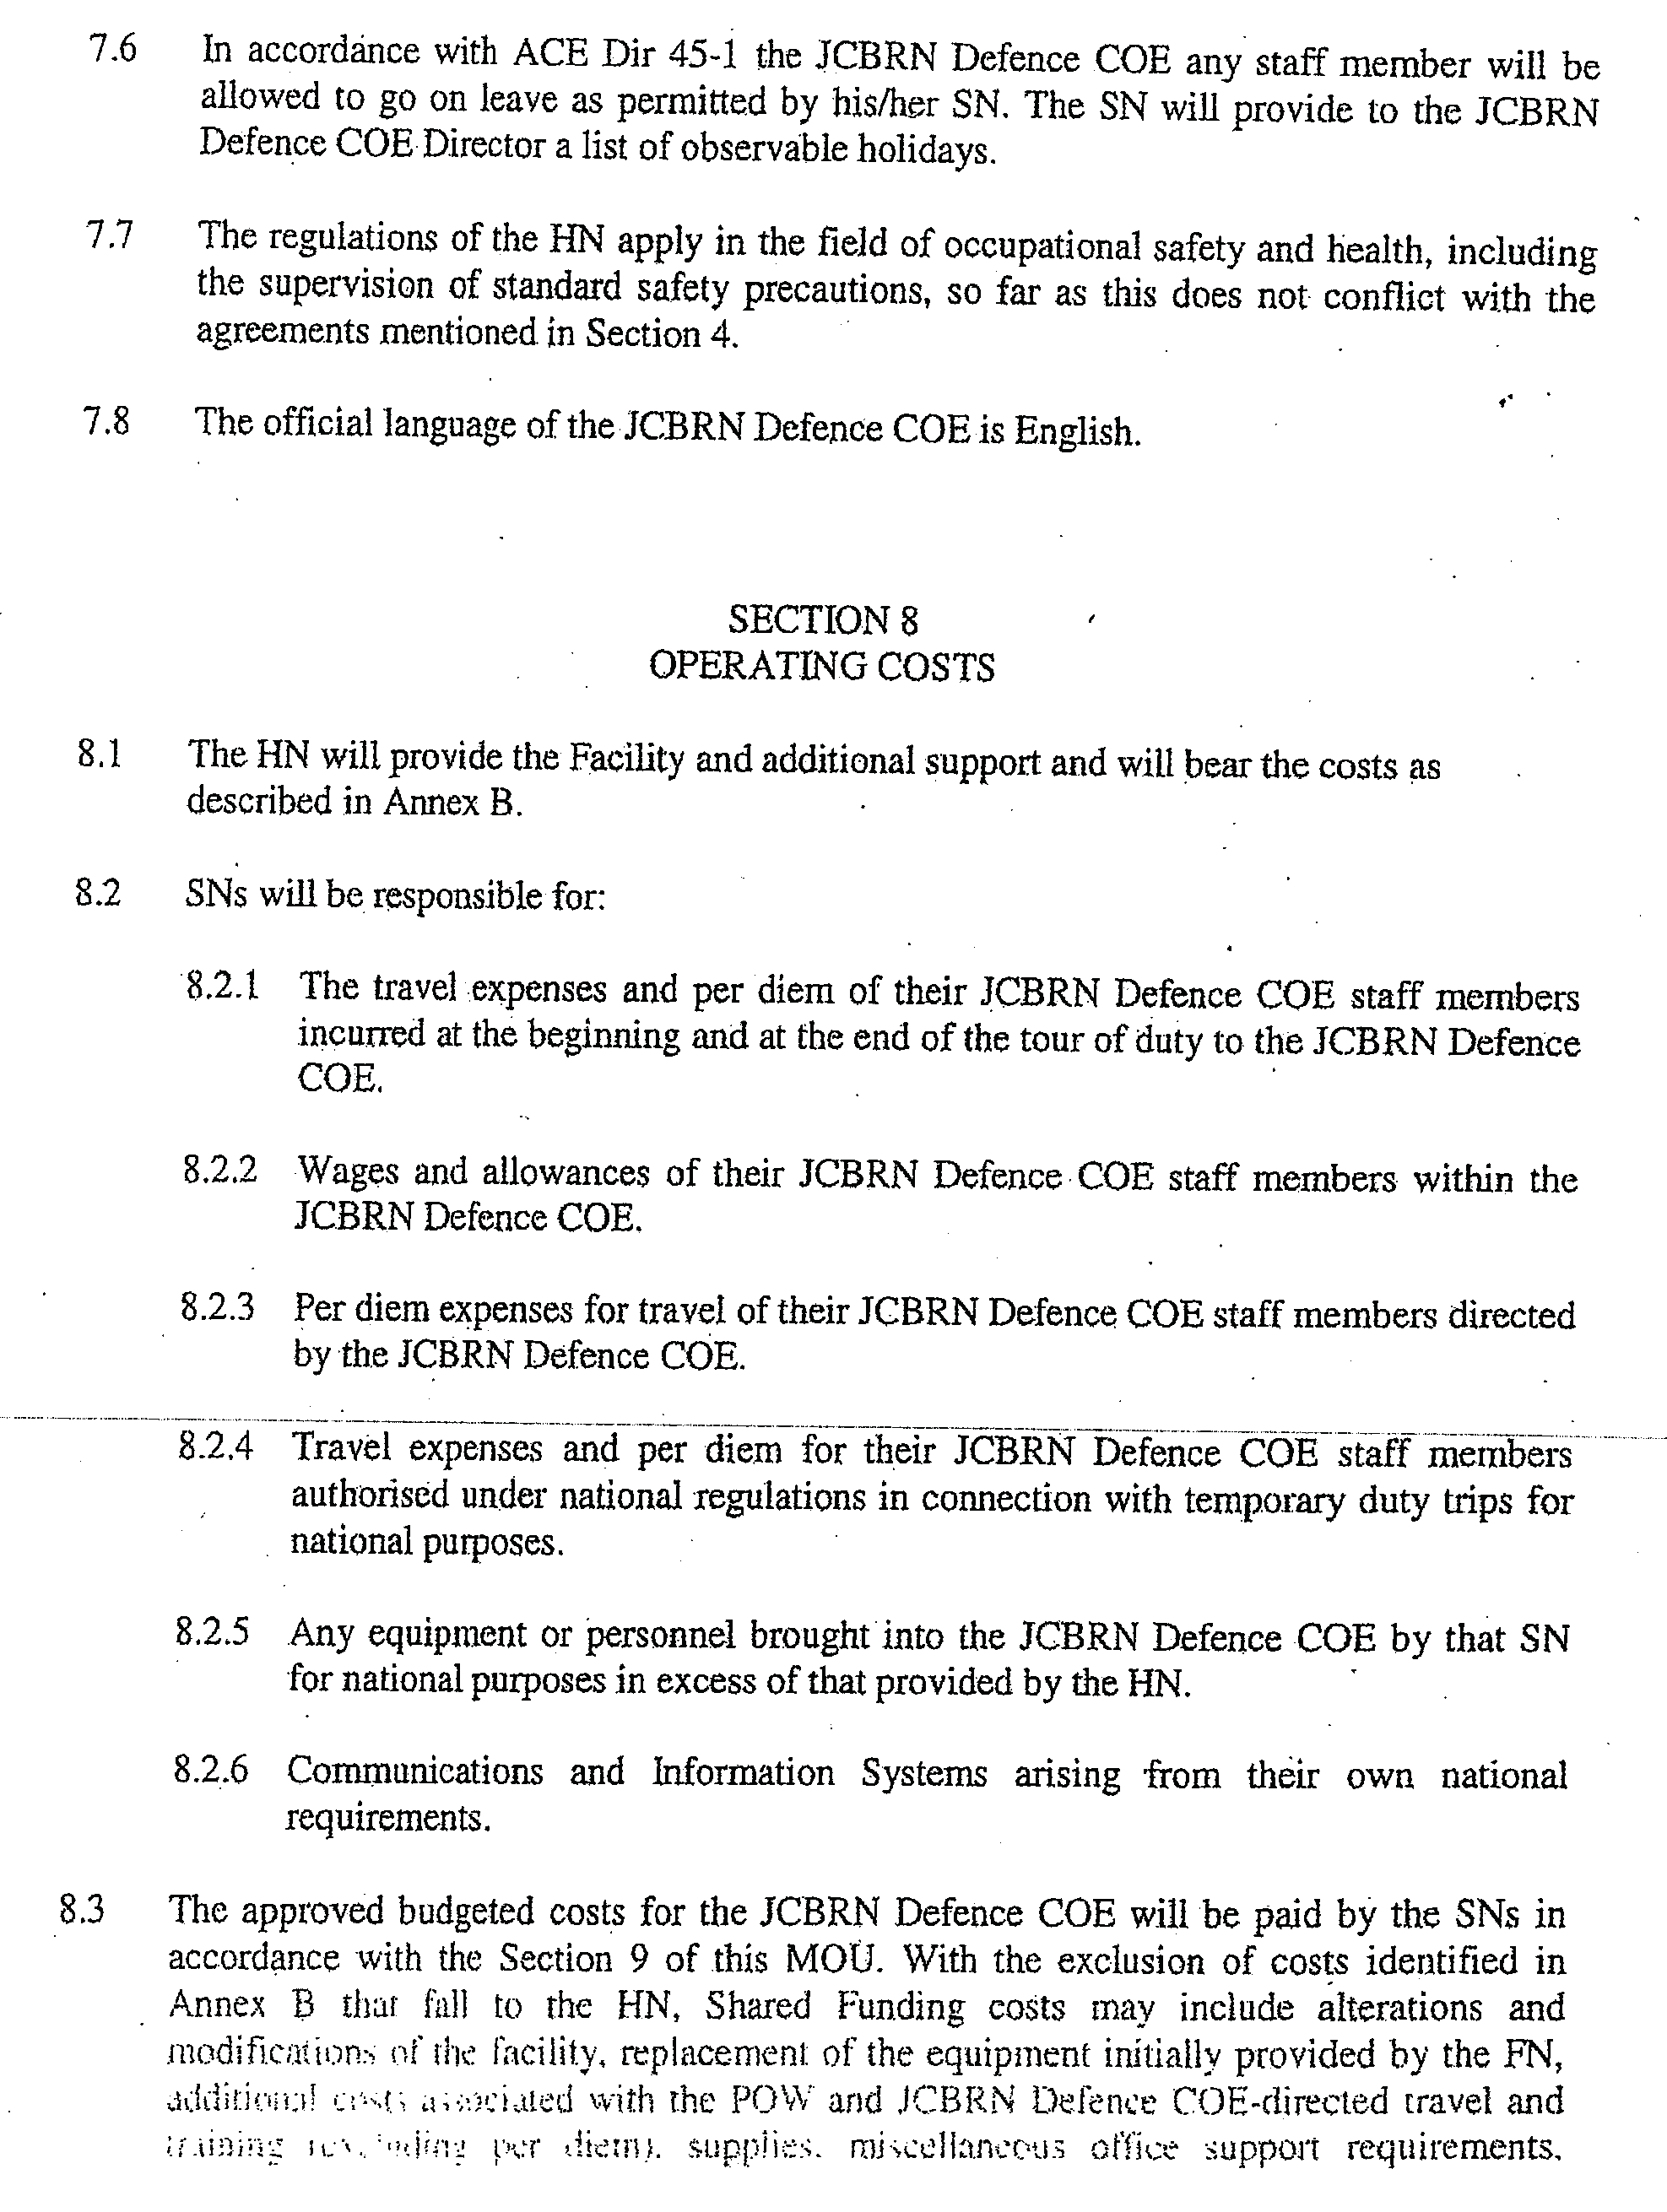 7.6 In accordance with ACE Dir 45-1 the JCBRN Defence COE any staff member will be
allowed to go on leave as permitted by his/her SN. The SN will provide to the JCBRN
Defence COE Director a list of observable holidays.
7.7 The regulations of the HN apply in the field of occupational safety and health, including
the supervision of standard safety precautions, so far as this does not conflict with the
agreements mentioned in Section 4.
7.8 The official language of the JCBRN Defence COE is English.
SECTION 8
OPERATING COSTS
8.1 The HN will provide the Facility and additional support and will bear the costs as
described in Annex B.
8.2 SNs will be responsible for:
8.2.1 The travel expenses and per diem of their JCBRN Defence COE staff members
incurred at the beginning and at the end of the tour of duty to the JCBRN Defence
COE.
8.2.2 Wages and allowances of their JCBRN Defence COE staff members within the
JCBRN Defence COE.
8.2.3 Per diem expenses for travel of their JCBRN Defence COE staff members directed
by the JCBRN Defence COE.
8.2.4 Travel expenses and per diem for their JCBRN Defence COE staff members
authorised under national regulations in connection with temporary duty trips for
national purposes.
8.2.5 Any equipment or personnel brought into the JCBRN Defence COE by that SN
for national purposes in excess of that provided by the HN.
8.2.6 Communications and Information Systems arising from their own national
requirements.
8.3 The approved budgeted costs for the JCBRN Defence COE will be paid by the SNs in
accordance with the Section 9 of this MOU. With the exclusion of costs identified in
Annex B that fall to the HN, Shared Funding costs may include alterations and
modifications of the facility, replacement of the equipment initially provided by the FN,
additional costs associated with the POW and JCBRN Defence COE-directed travel and
training per diem), supplies, miscellaneous office support requirements,